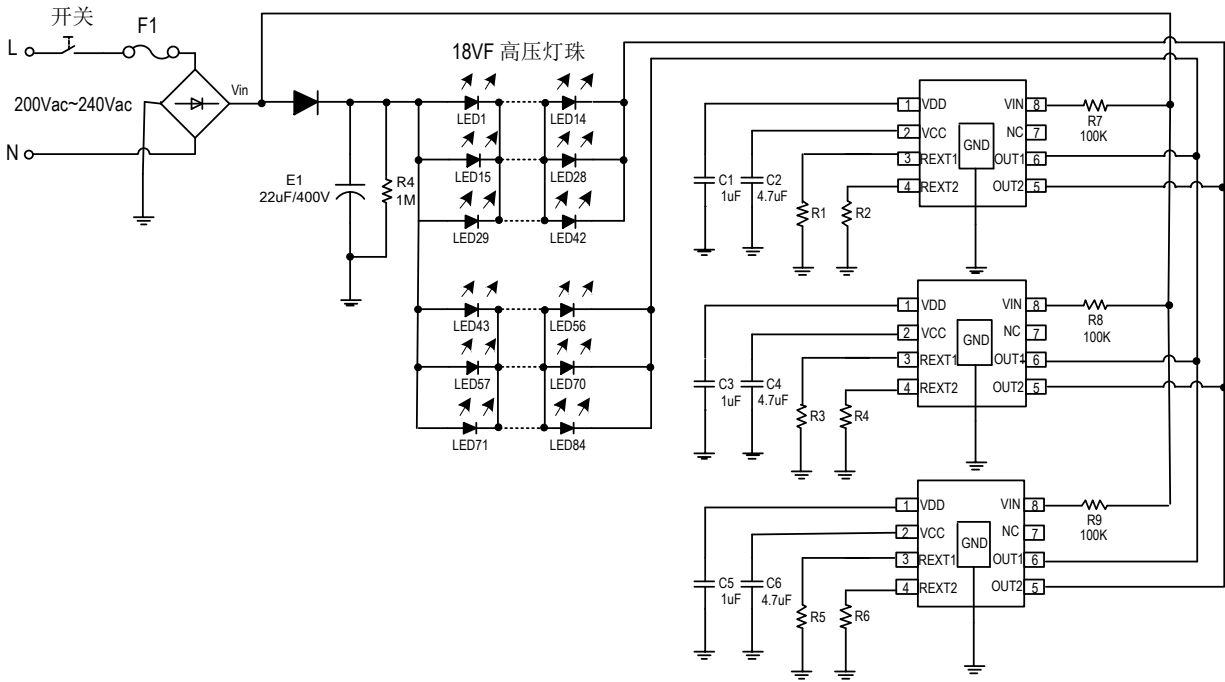 开关
F1
L
200Vac~240Vac
N
Vin
18VF 高压灯珠
LED1
LED14
LED15
LED28
LED29
LED42
LED43
LED56
LED57
LED70
LED71
LED84
E1
22uF/400V
R4
1M
1
VDD
2
VCC
3
REXT1
4
REXT2
GND
VIN
8
NC
7
OUT1
6
OUT2
5
R7
100K
C1
1uF
C2
4.7uF
R1
R2
1
VDD
2
VCC
3
REXT1
4
REXT2
GND
VIN
8
NC
7
OUT1
6
OUT2
5
R8
100K
C3
1uF
C4
4.7uF
R3
R4
1
VDD
2
VCC
3
REXT1
4
REXT2
GND
VIN
8
NC
7
OUT1
6
OUT2
5
R9
100K
C5
1uF
C6
4.7uF
R5
R6